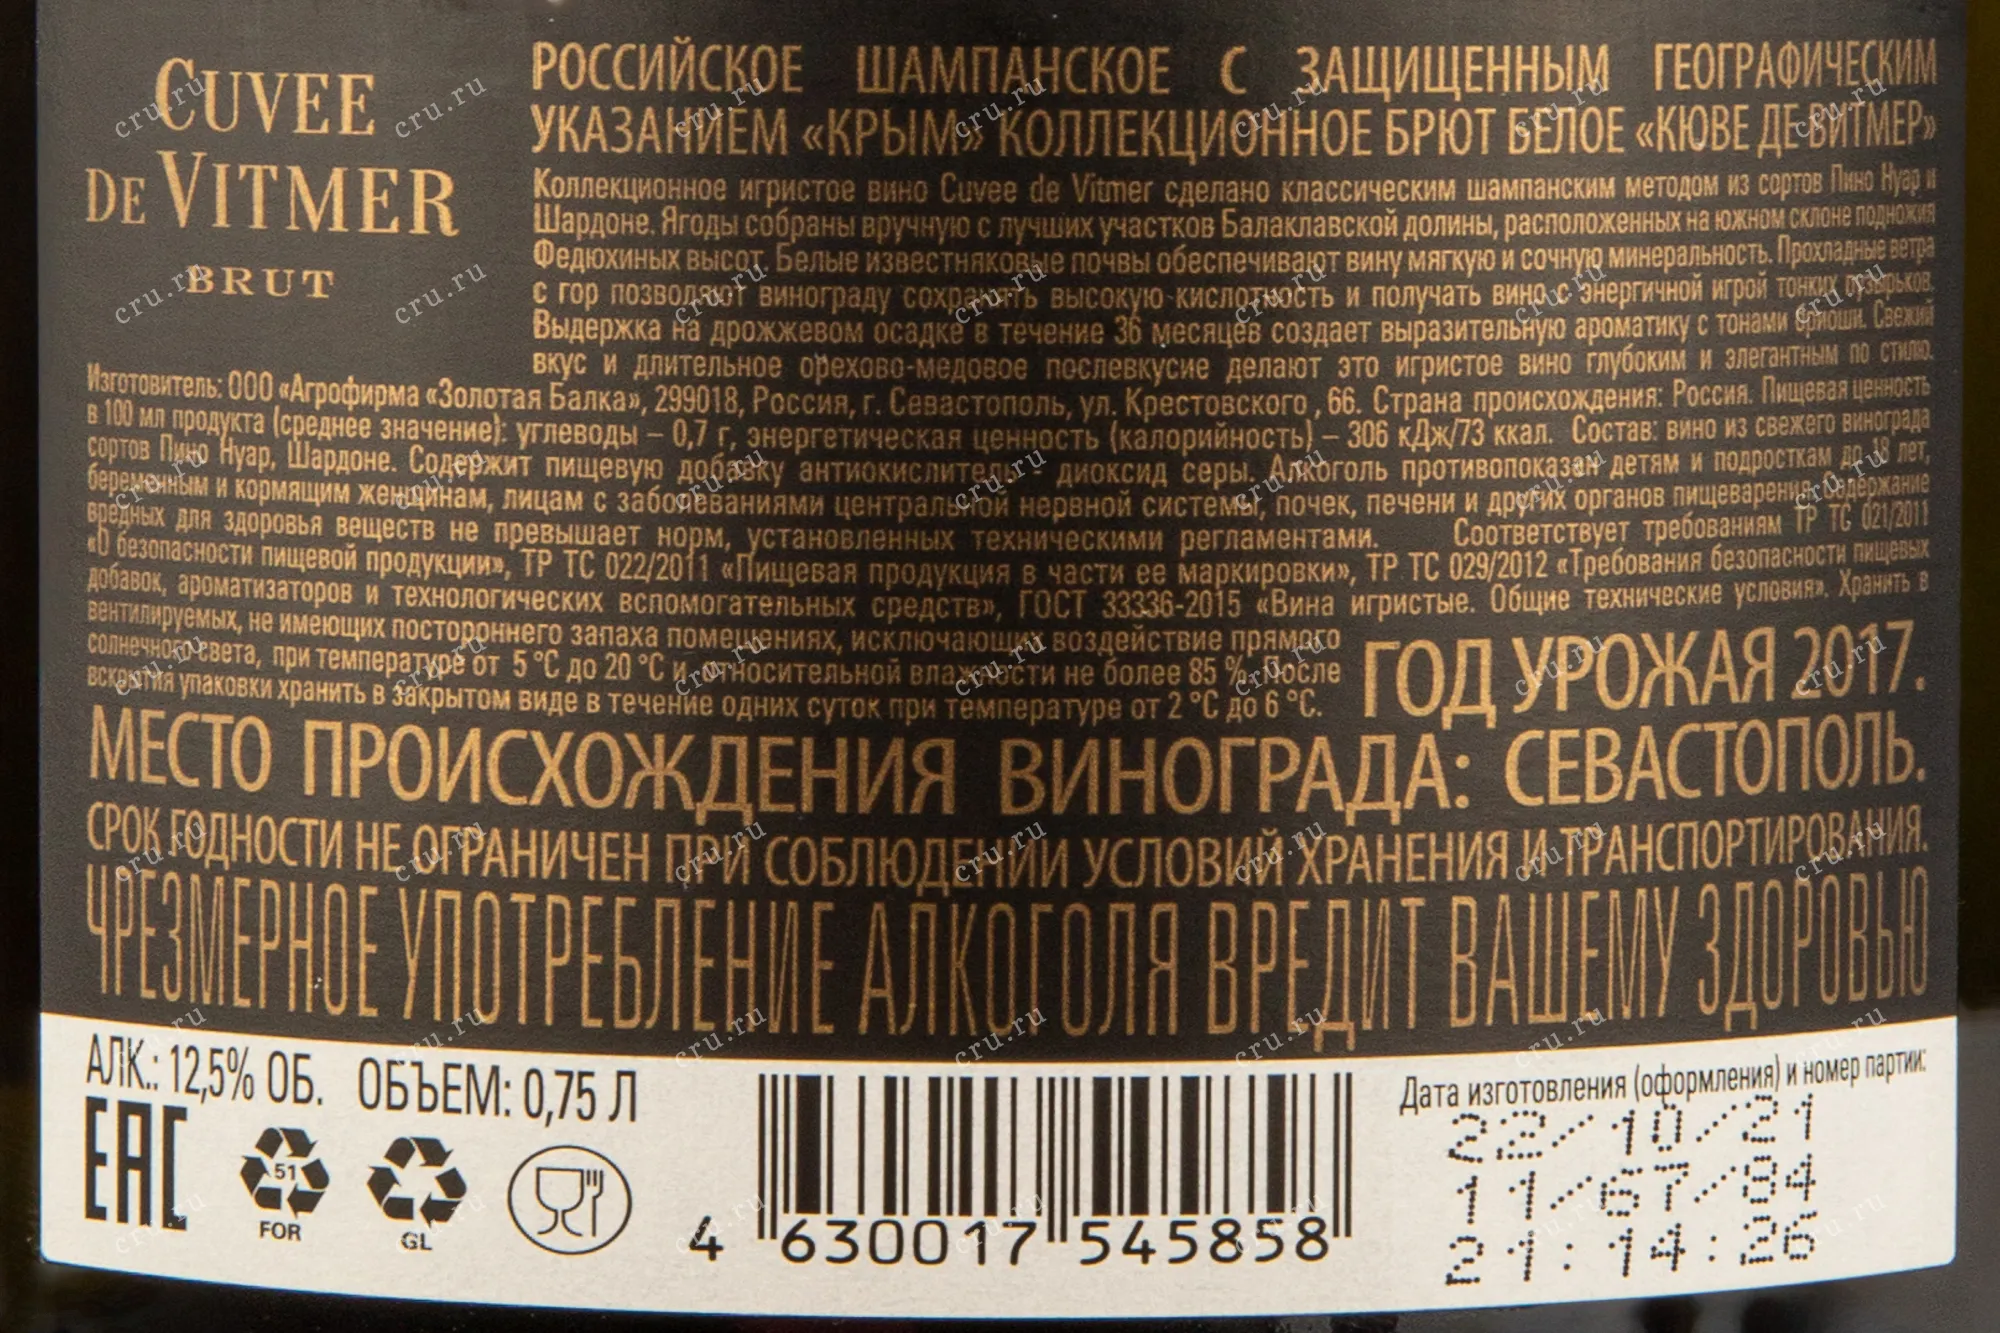 CUVEE
DE VITMER
BRUT
РОССИЙСКОЕ ШАМПАНСКОЕ С ЗАЩИЩЕННЫМ ГЕОГРАФИЧЕСКИМ
УКАЗАНИЕМ «КРЫМ» КОЛЛЕКЦИОННОЕ БРЮТ БЕЛОЕ «КЮВЕ ДЕ ВИТМЕР»
Коллекционное игристое вино Cuvee de Vitmer сделано классическим шампанским методом из сортов Пино Нуар и
Шардоне. Ягоды собраны вручную с лучших участков Балаклавской долины, расположенных на южном склоне подножия
Федюхиных высот. Белые известняковые почвы обеспечивают вину мягкую и сочную минеральность. Прохладные ветра
с гор позволяют винограду сохранять высокую кислотность и получать вино с энергичной игрой тонких пузырьков.
Выдержка на дрожжевом осадке в течение 36 месяцев создает выразительную ароматику с тонами бриоши. Свежий
вкус и длительное орехово-медовое послевкусие делают это игристое вино глубоким и элегантным по стилю.
Изготовитель: ООО «Агрофирма «Золотая Балка», 299018, Россия, г. Севастополь, ул. Крестовского , 66. Страна происхождения: Россия. Пищевая ценность
в 100 мл продукта (среднее значение): углеводы – 0,7 г, энергетическая ценность (калорийность) – 306 кДж/73 ккал. Состав: вино из свежего винограда
сортов Пино Нуар, Шардоне. Содержит пищевую добавку антиокислитель - диоксид серы. Алкоголь противопоказан детям и подросткам до 18 лет,
беременным и кормящим женщинам, лицам с заболеваниями центральной нервной системы, почек, печени и других органов пищеварения. Содержание
вредных для здоровья веществ не превышает норм, установленных техническими регламентами. Соответствует требованиям ТР ТС 021/2011
«О безопасности пищевой продукции», ТР ТС 022/2011 «Пищевая продукция в части ее маркировки», ТР ТС 029/2012 «Требования безопасности пищевых
добавок, ароматизаторов и технологических вспомогательных средств», ГОСТ 33336-2015 «Вина игристые. Общие технические условия». Хранить в
вентилируемых, не имеющих постороннего запаха помещениях, исключающих воздействие прямого
солнечного света, при температуре от 5 °С до 20 °С и относительной влажности не более 85 %. После
вскрытия упаковки хранить в закрытом виде в течение одних суток при температуре от 2 °С до 6 °С.
ГОД УРОЖАЯ 2017.
МЕСТО ПРОИСХОЖДЕНИЯ ВИНОГРАДА: СЕВАСТОПОЛЬ.
СРОК ГОДНОСТИ НЕ ОГРАНИЧЕН ПРИ СОБЛЮДЕНИИ УСЛОВИЙ ХРАНЕНИЯ И ТРАНСПОРТИРОВАНИЯ.
ЧРЕЗМЕРНОЕ УПОТРЕБЛЕНИЕ АЛКОГОЛЯ ВРЕДИТ ВАШЕМУ ЗДОРОВЬЮ
АЛК.: 12,5% ОБ. ОБЪЕМ: 0,75 Л
EAC
51
FOR
GL
4 630017 545858
Дата изготовления (оформления) и номер партии:
22/10/21
11/67/84
21:14:26
cru.ru